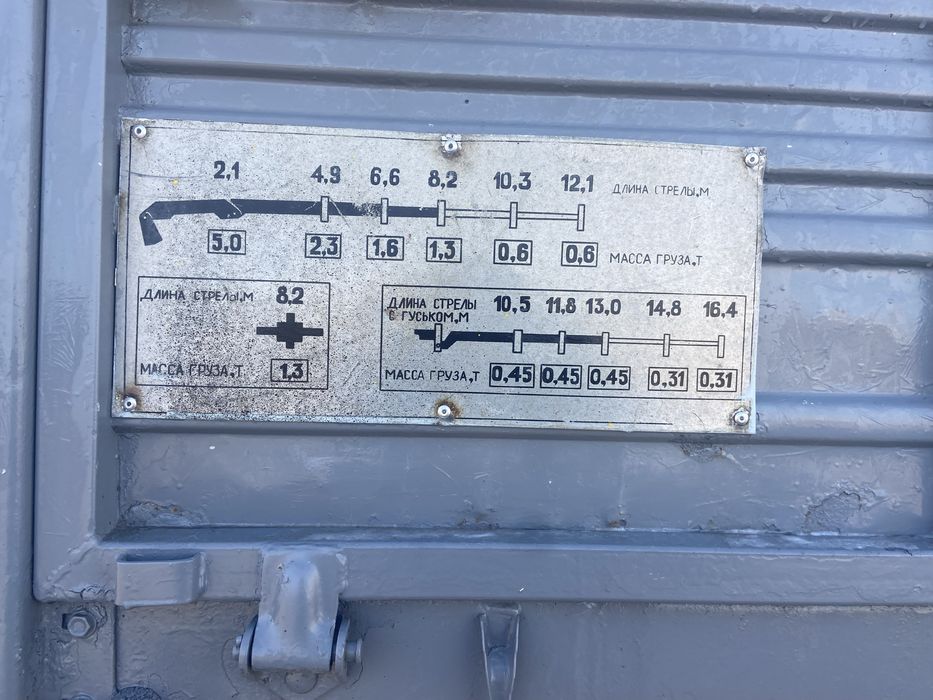 2,1 4,9 6,6 8,2 10,3 12,1 ДЛИНА СТРЕЛЫ,М
5,0 2,3 1,6 1,3 0,6 0,6 МАССА ГРУЗА,Т
ДЛИНА СТРЕЛЫ,М 8,2
МАССА ГРУЗА,Т 1,3
ДЛИНА СТРЕЛЫ 10,5 11,8 13,0 14,8 16,4
С ГУСЬКОМ,М
МАССА ГРУЗА,Т 0,45 0,45 0,45 0,31 0,31